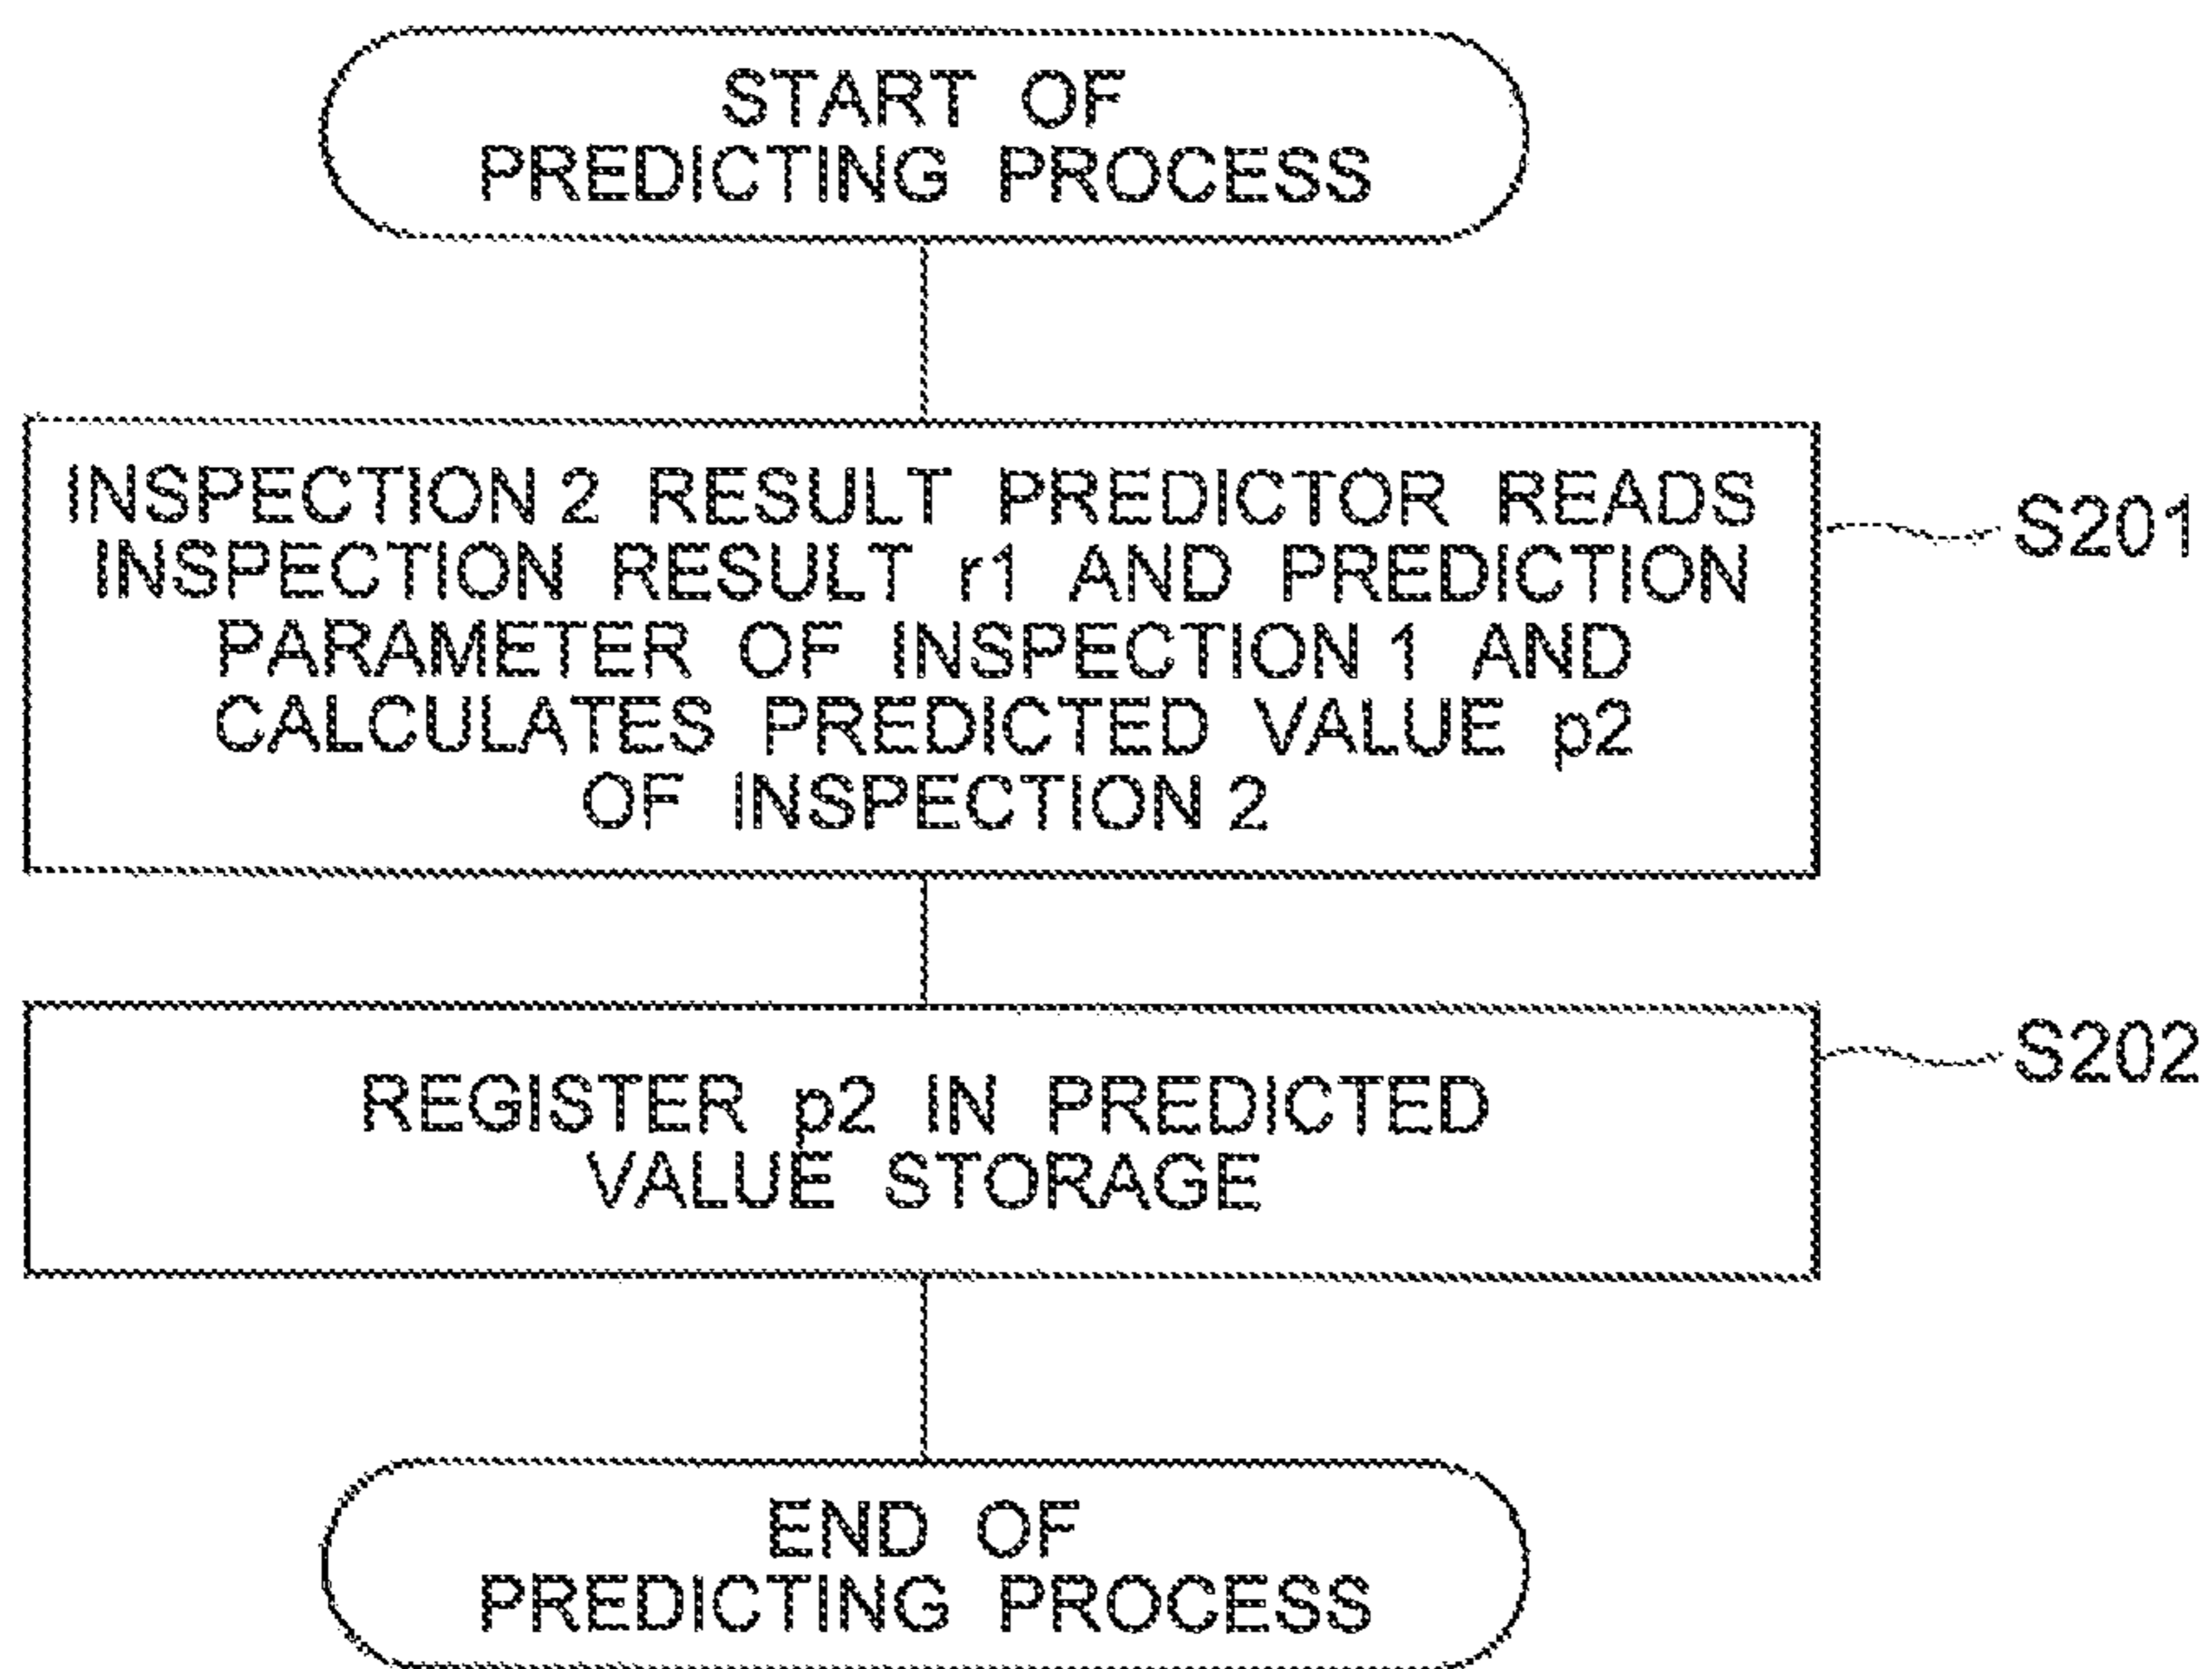 START OF
PREDICTING PROCESS
INSPECTION 2 RESULT PREDICTOR READS
INSPECTION RESULT r1 AND PREDICTION
PARAMETER OF INSPECTION 1 AND
CALCULATES PREDICTED VALUE p2
OF INSPECTION 2
S201
REGISTER p2 IN PREDICTED
VALUE STORAGE
S202
END OF
PREDICTING PROCESS